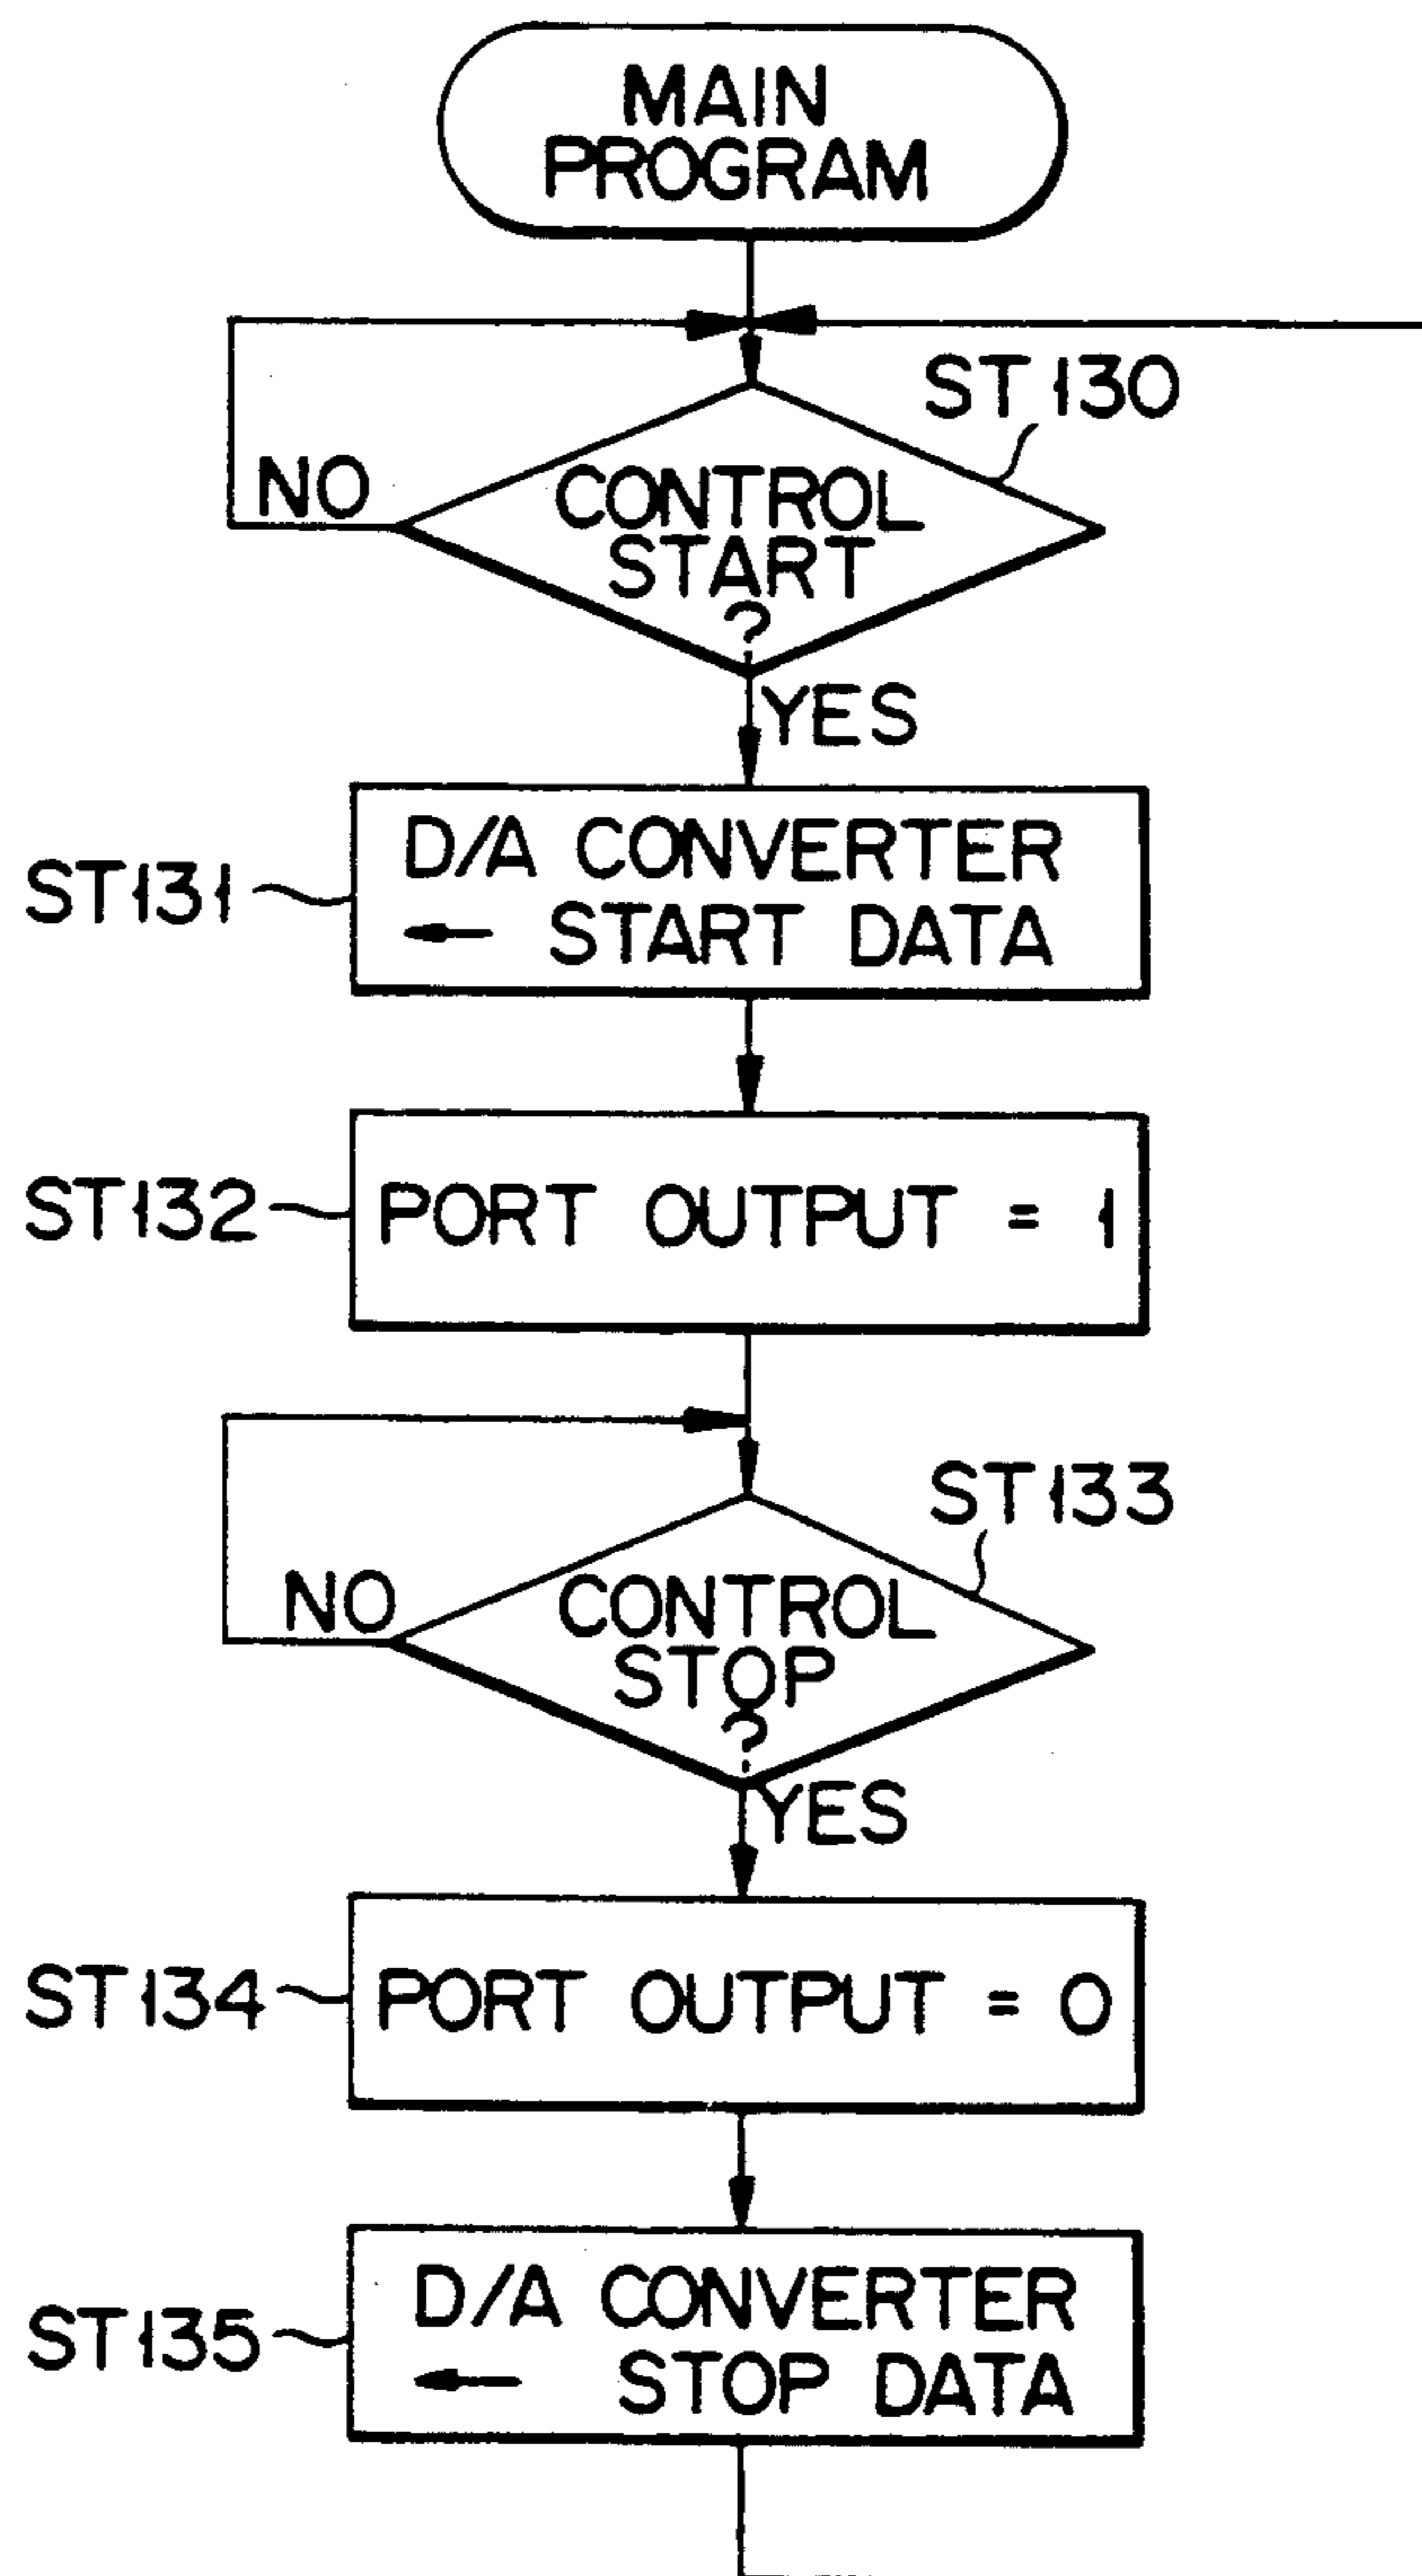 MAIN
PROGRAM
ST130
NO
CONTROL
START
?
YES
ST131
D/A CONVERTER
← START DATA
ST132
PORT OUTPUT = 1
ST133
NO
CONTROL
STOP
?
YES
ST134
PORT OUTPUT = 0
ST135
D/A CONVERTER
← STOP DATA